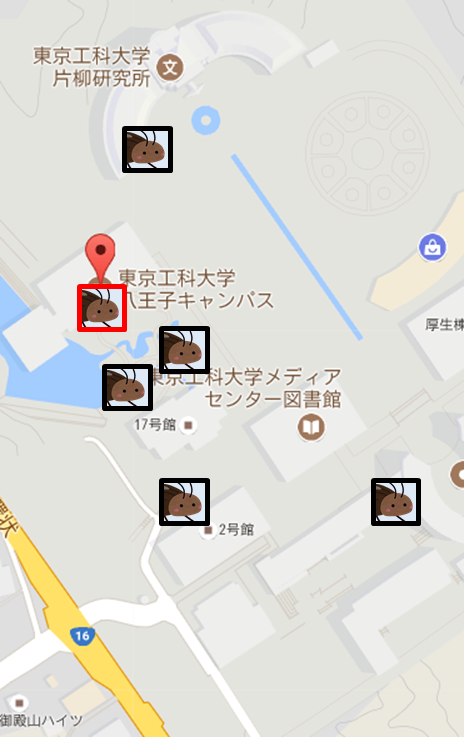 東京工科大学
片柳研究所
文
東京工科大学
八王子キャンパス
厚生棟
東京工科大学メディア
センター図書館
17号館
2号館
環状
16
御殿山ハイツ